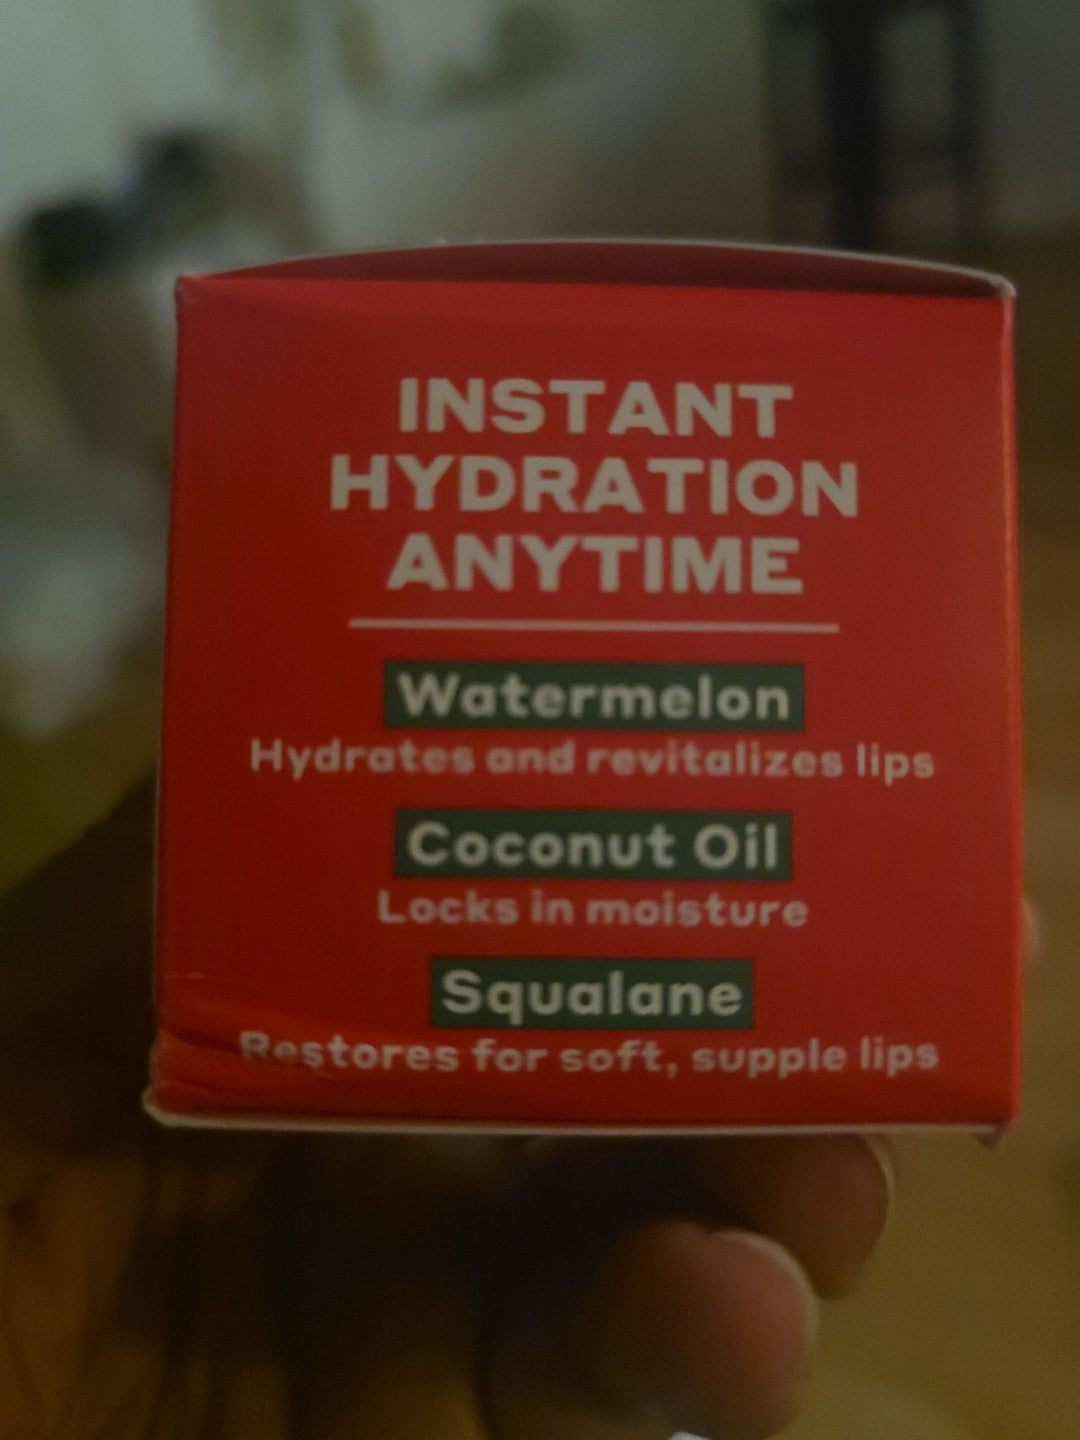 INSTANT
HYDRATION
ANYTIME
Watermelon
Hydrates and revitalizes lips
Coconut Oil
Locks in moisture
Squalane
Restores for soft, supple lips